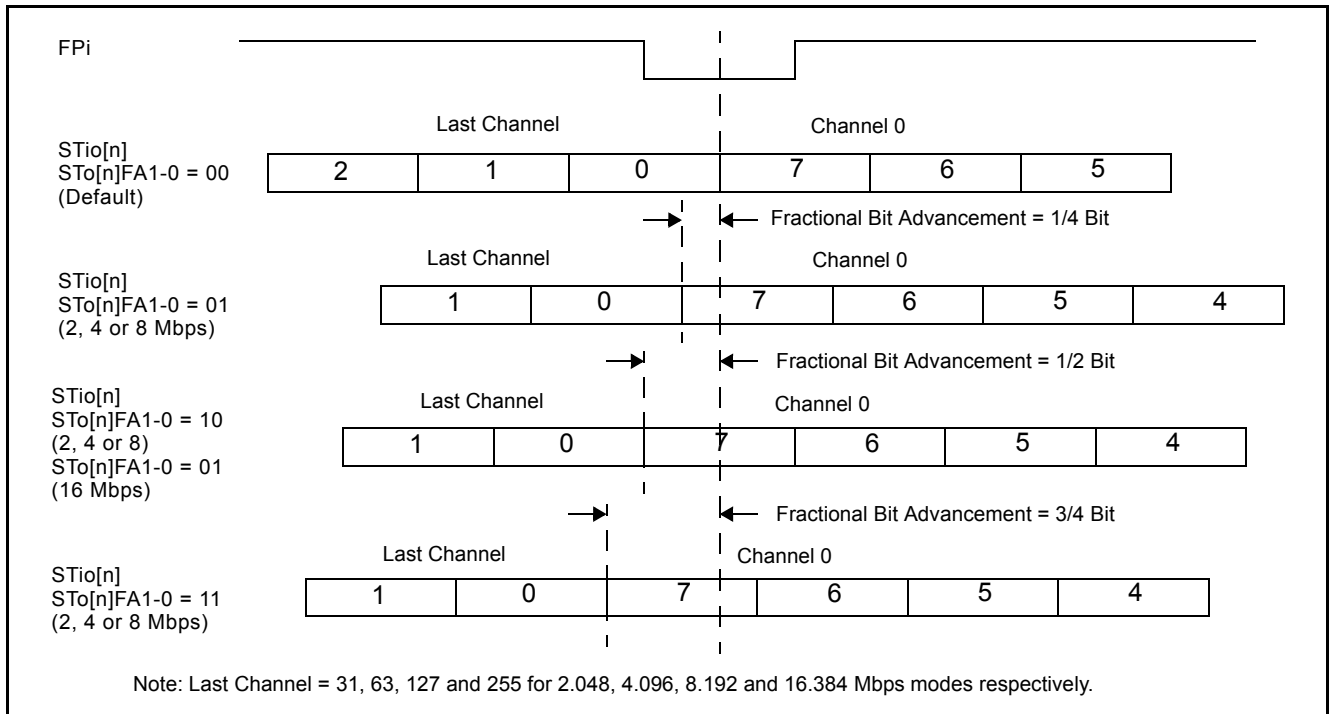 FPi
Last Channel
Channel 0
STio[n]
STo[n]FA1-0 = 00
(Default)
2 1 0 7 6 5
Fractional Bit Advancement = 1/4 Bit
Last Channel
Channel 0
STio[n]
STo[n]FA1-0 = 01
(2, 4 or 8 Mbps)
1 0 7 6 5 4
Fractional Bit Advancement = 1/2 Bit
Last Channel
Channel 0
STio[n]
STo[n]FA1-0 = 10
(2, 4 or 8)
STo[n]FA1-0 = 01
(16 Mbps)
1 0 7 6 5 4
Fractional Bit Advancement = 3/4 Bit
Last Channel
Channel 0
STio[n]
STo[n]FA1-0 = 11
(2, 4 or 8 Mbps)
1 0 7 6 5 4
Note: Last Channel = 31, 63, 127 and 255 for 2.048, 4.096, 8.192 and 16.384 Mbps modes respectively.